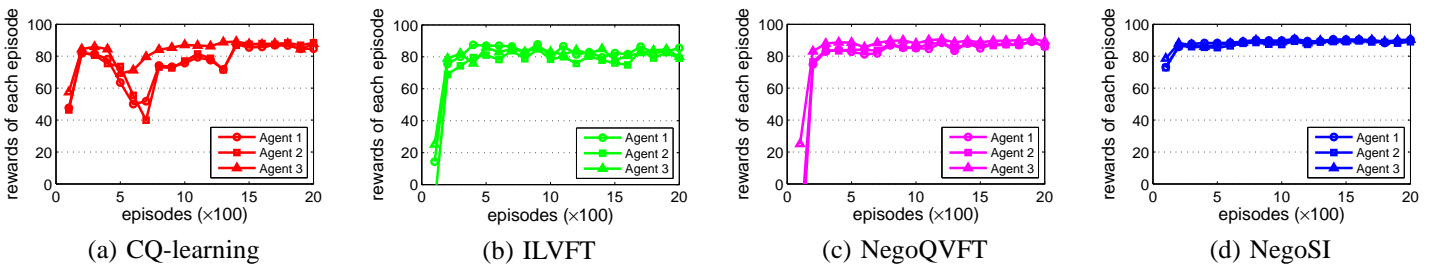 rewards of each episode
100
80
60
40
20
0
0
5
10
15
20
episodes (×100)
Agent 1
Agent 2
Agent 3
(a) CQ-learning
rewards of each episode
100
80
60
40
20
0
0
5
10
15
20
episodes (×100)
Agent 1
Agent 2
Agent 3
(b) ILVFT
rewards of each episode
100
80
60
40
20
0
0
5
10
15
20
episodes (×100)
Agent 1
Agent 2
Agent 3
(c) NegoQVFT
rewards of each episode
100
80
60
40
20
0
0
5
10
15
20
episodes (×100)
Agent 1
Agent 2
Agent 3
(d) NegoSI